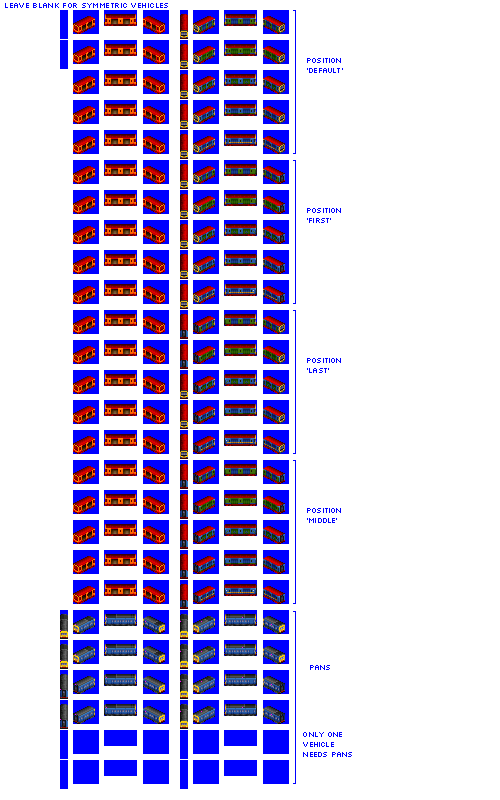 LEAVE BLANK FOR SYMMETRIC VEHICLES
POSITION
'DEFAULT'
POSITION
'FIRST'
POSITION
'LAST'
POSITION
'MIDDLE'
PANS
ONLY ONE
VEHICLE
NEEDS PANS